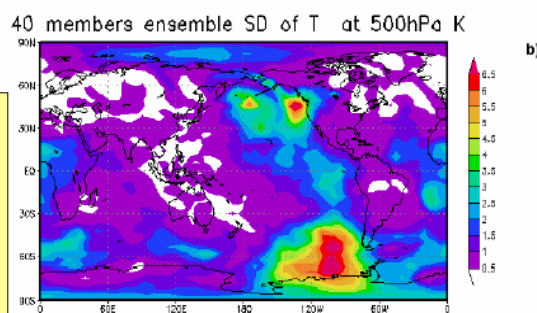 40 members ensemble SD of T at 500hPa K
b)
90N
60N
30N
EQ
30S
60S
90S
0
60E
120E
180
120W
60W
0
6.5
6
5.5
5
4.5
4
3.5
3
2.5
2
1.5
1
0.5